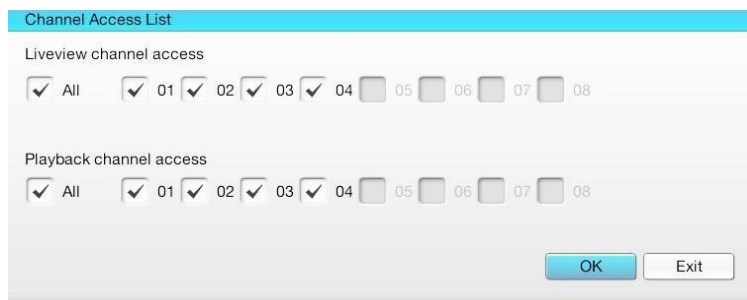 Channel Access List
Liveview channel access
All 01 02 03 04 05 06 07 08
Playback channel access
All 01 02 03 04 05 06 07 08
OK Exit